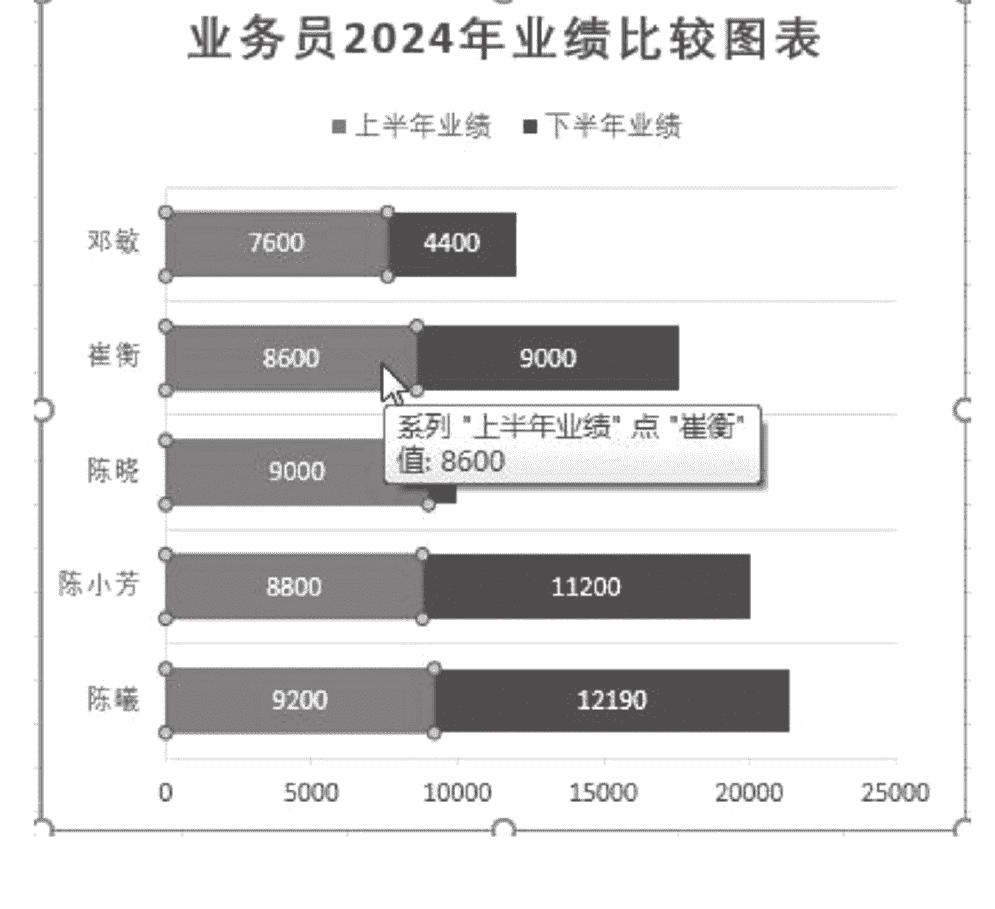 业务员2024年业绩比较图表
■上半年业绩 ■下半年业绩
邓敏 7600 4400
崔衡 8600 9000
系列 "上半年业绩" 点 "崔衡"
值: 8600
陈晓 9000
陈小芳 8800 11200
陈曦 9200 12190
0 5000 10000 15000 20000 25000